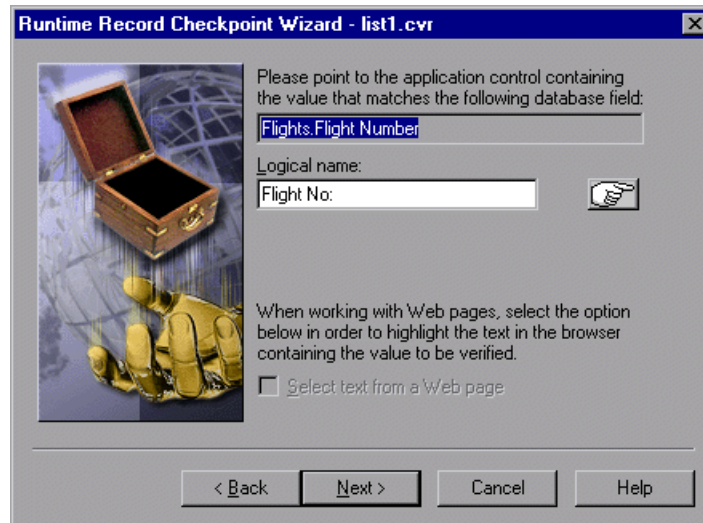 Runtime Record Checkpoint Wizard - list1.cvr
Please point to the application control containing
the value that matches the following database field:
Flights.Flight Number
Logical name:
Flight No:
When working with Web pages, select the option
below in order to highlight the text in the browser
containing the value to be verified.
Select text from a Web page
< Back Next > Cancel Help